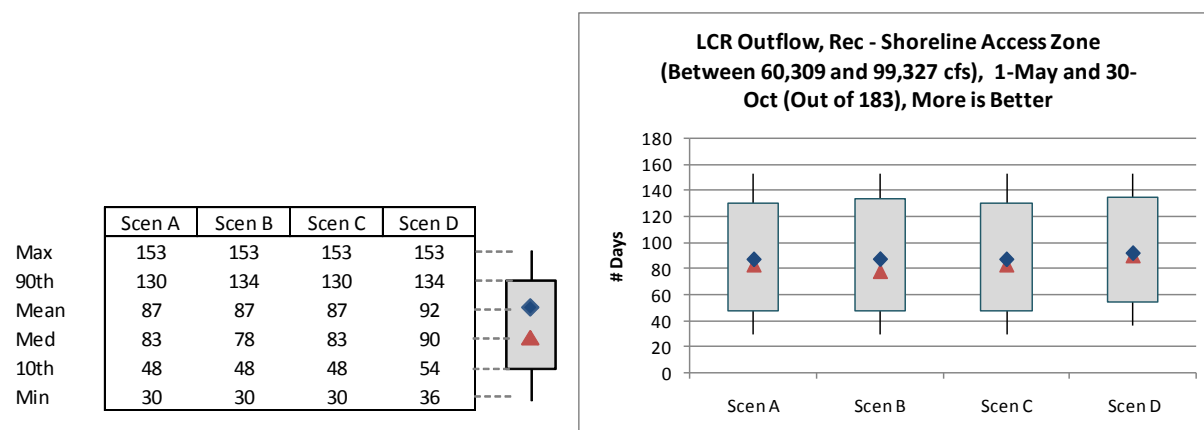 Scen A Scen B Scen C Scen D
Max 153 153 153 153
90th 130 134 130 134
Mean 87 87 87 92
Med 83 78 83 90
10th 48 48 48 54
Min 30 30 30 36
LCR Outflow, Rec - Shoreline Access Zone
(Between 60,309 and 99,327 cfs), 1-May and 30-
Oct (Out of 183), More is Better
# Days
180
160
140
120
100
80
60
40
20
0
Scen A Scen B Scen C Scen D